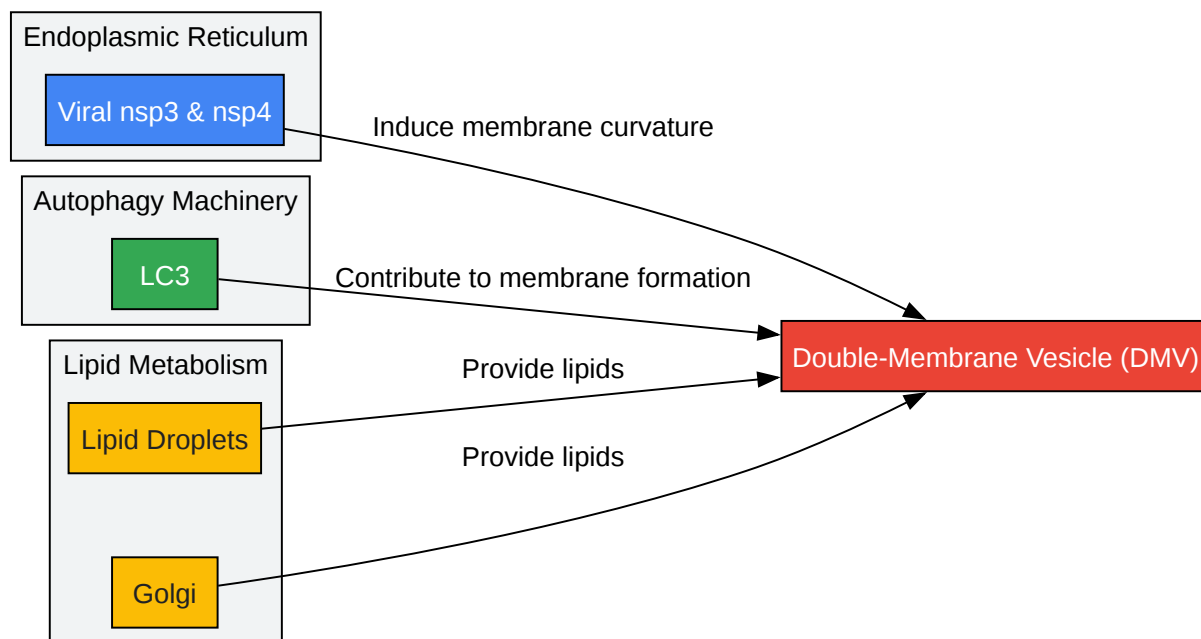 Endoplasmic Reticulum
Viral nsp3 & nsp4
Induce membrane curvature
Autophagy Machinery
LC3
Contribute to membrane formation
Double-Membrane Vesicle (DMV)
Lipid Metabolism
Lipid Droplets
Provide lipids
Provide lipids
Golgi